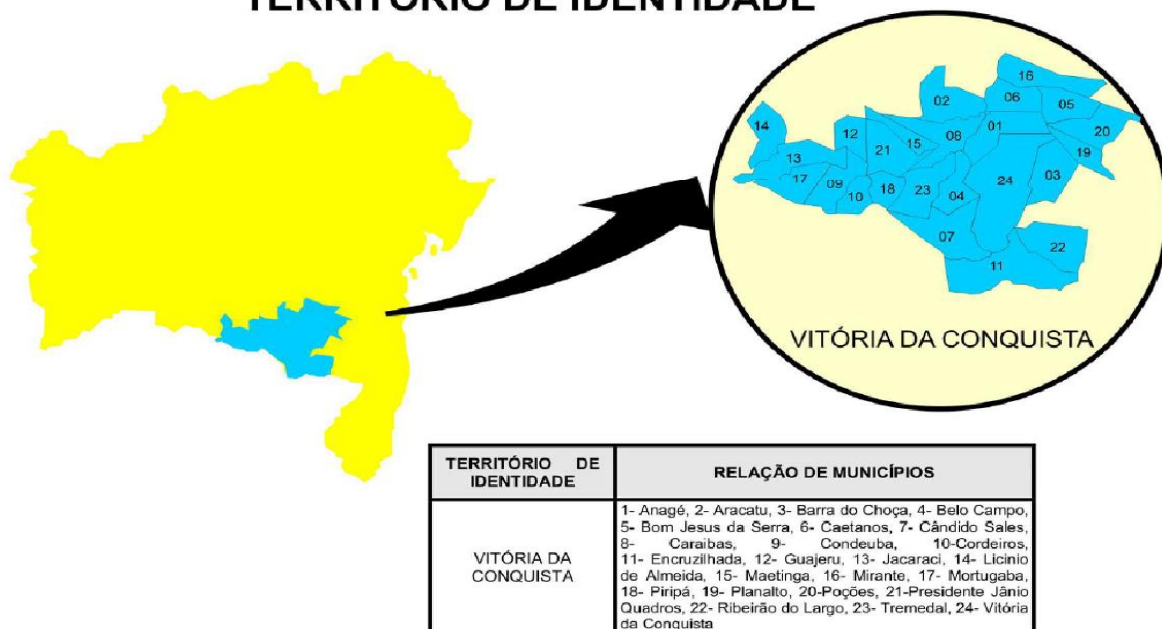 TERRITÓRIO DE IDENTIDADE
16
02
06
05
14
01
20
12
08
21
15
19
13
03
17
09
24
10
18
23
04
07
22
11
VITÓRIA DA CONQUISTA
TERRITÓRIO DE
IDENTIDADE
RELAÇÃO DE MUNICÍPIOS
VITÓRIA DA
CONQUISTA
1- Anagé, 2- Aracatu, 3- Barra do Choça, 4- Belo Campo,
5- Bom Jesus da Serra, 6- Caetanos, 7- Cândido Sales,
8- Caraibas, 9- Condeuba, 10-Cordeiros,
11- Encruzilhada, 12- Guajeru, 13- Jacaraci, 14- Licinio
de Almeida, 15- Maetinga, 16- Mirante, 17- Mortugaba,
18- Piripá, 19- Planalto, 20-Poções, 21-Presidente Jânio
Quadros, 22- Ribeirão do Largo, 23- Tremedal, 24- Vitória
da Conquista